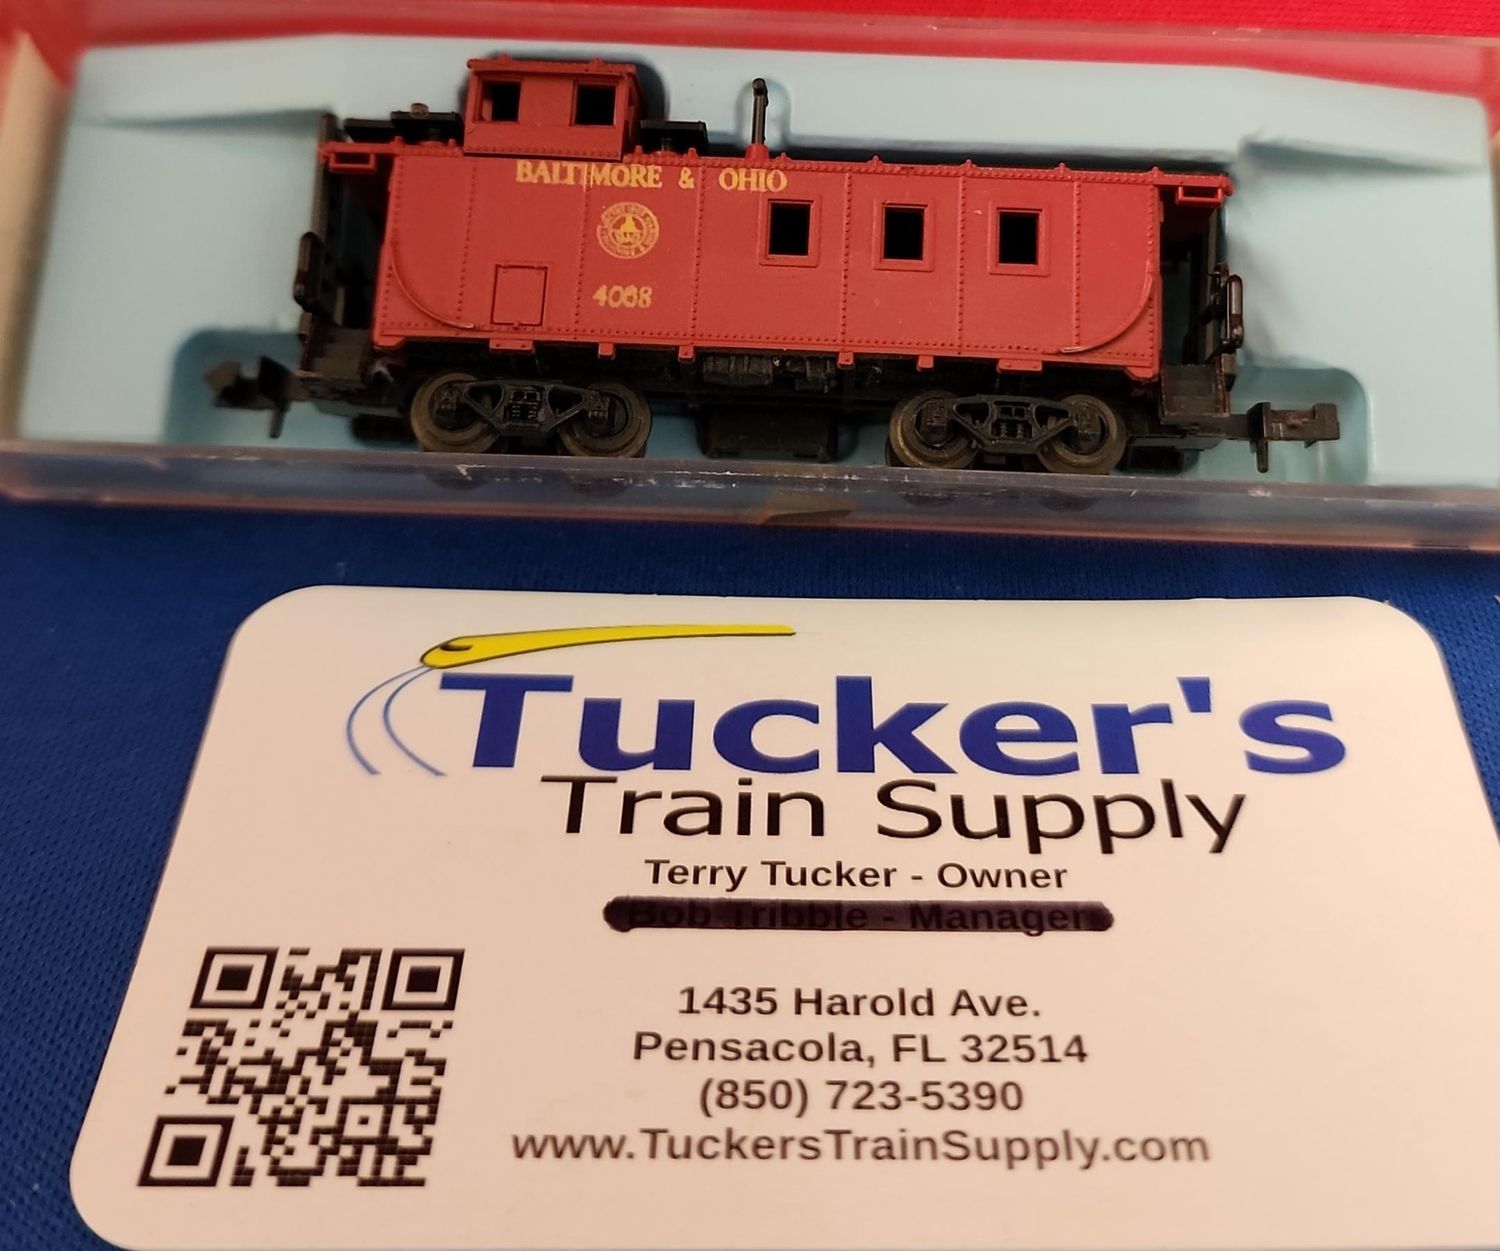 BALTIMORE & OHIO
4068
Tucker's
Train Supply
Terry Tucker - Owner
Bob Tribble - Manager
1435 Harold Ave.
Pensacola, FL 32514
(850) 723-5390
www.TuckersTrainSupply.com